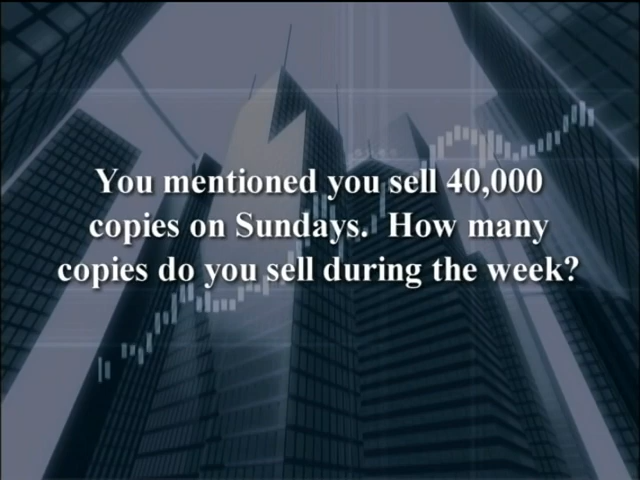 You mentioned you sell 40,000
copies on Sundays.  How many
copies do you sell during the week?